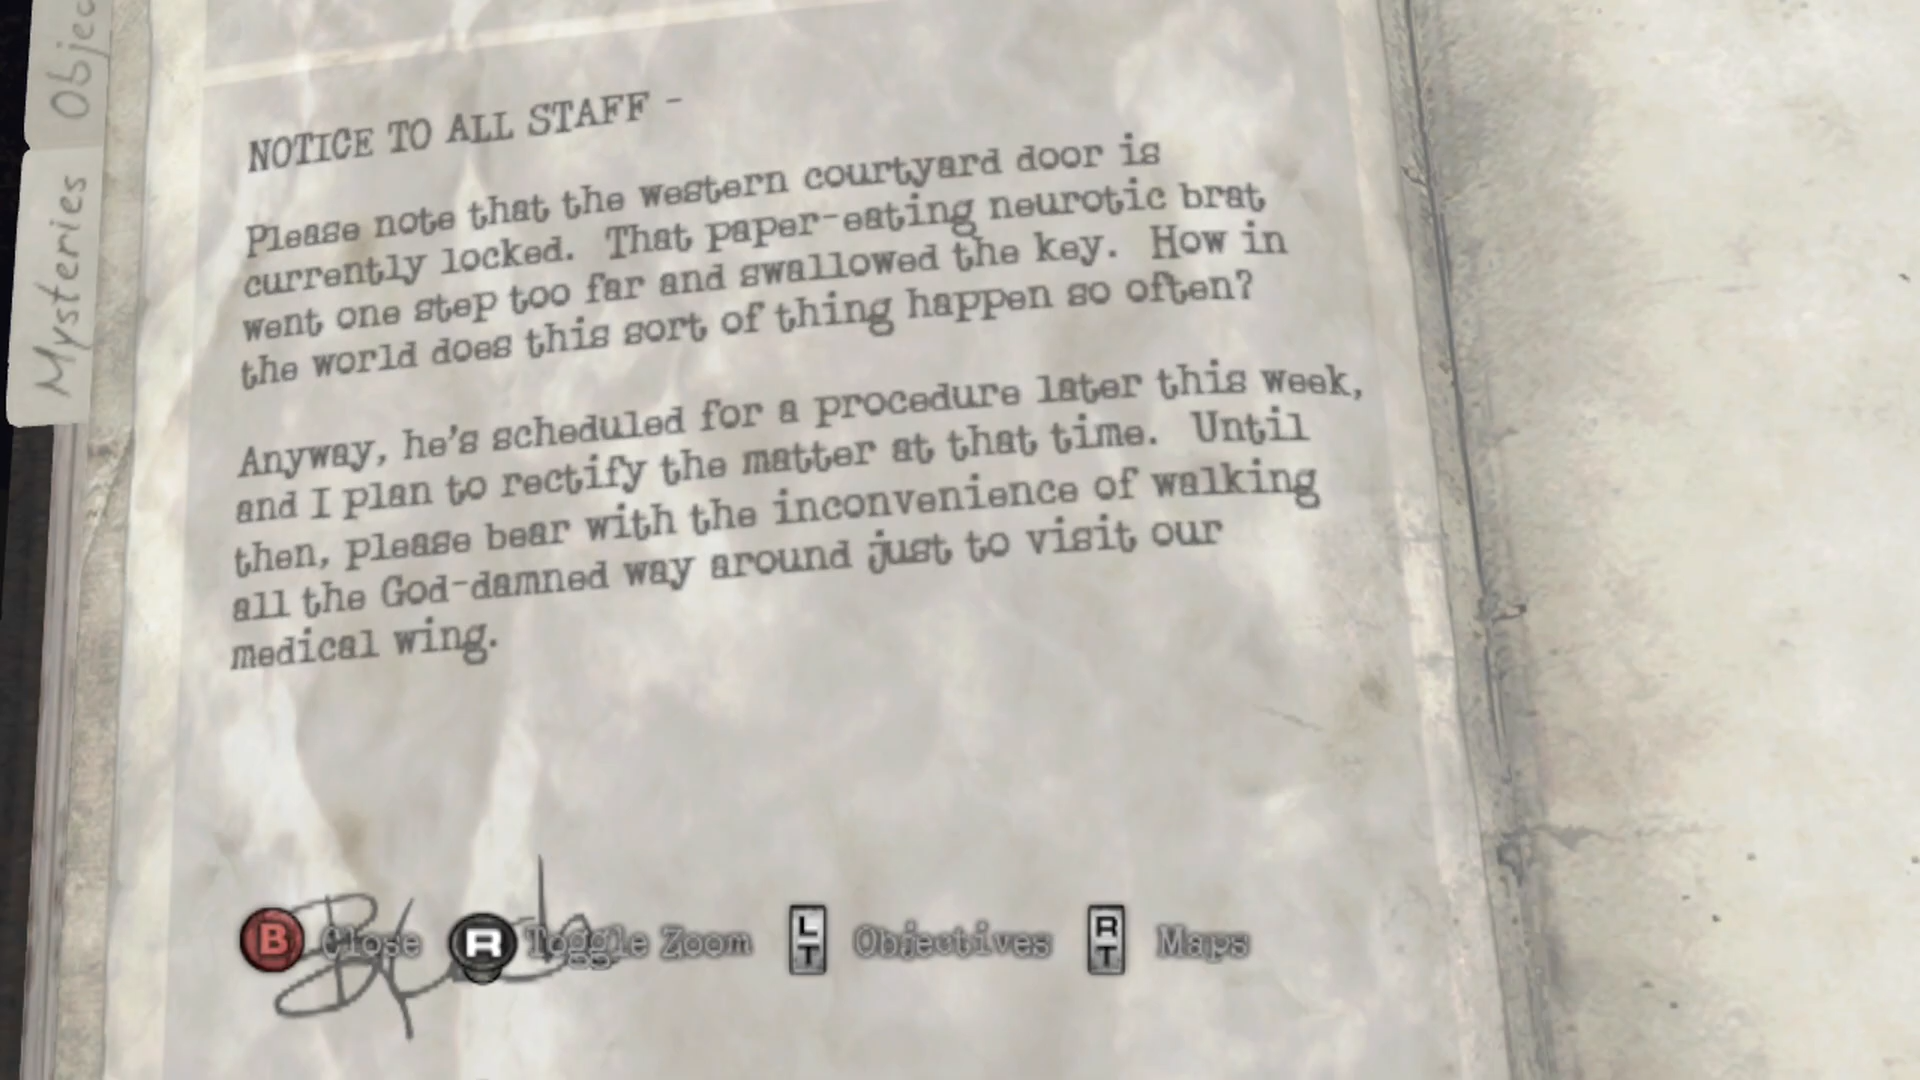 Objec
Mysteries
NOTICE TO ALL STAFF -
Please note that the western courtyard door is
currently locked. That paper-eating neurotic brat
went one step too far and swallowed the key. How in
the world does this sort of thing happen so often?
Anyway, he's scheduled for a procedure later this week,
and I plan to rectify the matter at that time. Until
then, please bear with the inconvenience of walking
all the God-damned way around just to visit our
medical wing.
B Close R Toggle Zoom LT Objectives RT Maps